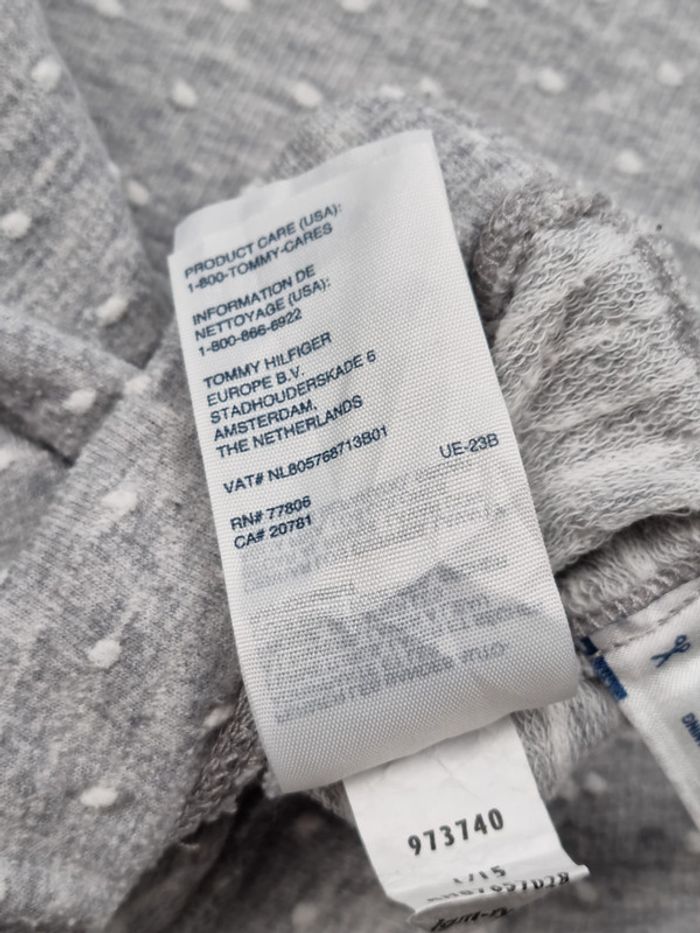 PRODUCT CARE (USA):
1-800-TOMMY-CARES
INFORMATION DE
NETTOYAGE (USA):
1-800-866-6922
TOMMY HILFIGER
EUROPE B.V.
STADHOUDERSKADE 6
AMSTERDAM,
THE NETHERLANDS
VAT# NL805768713B01
UE-23B
RN# 77806
CA# 20781
973740